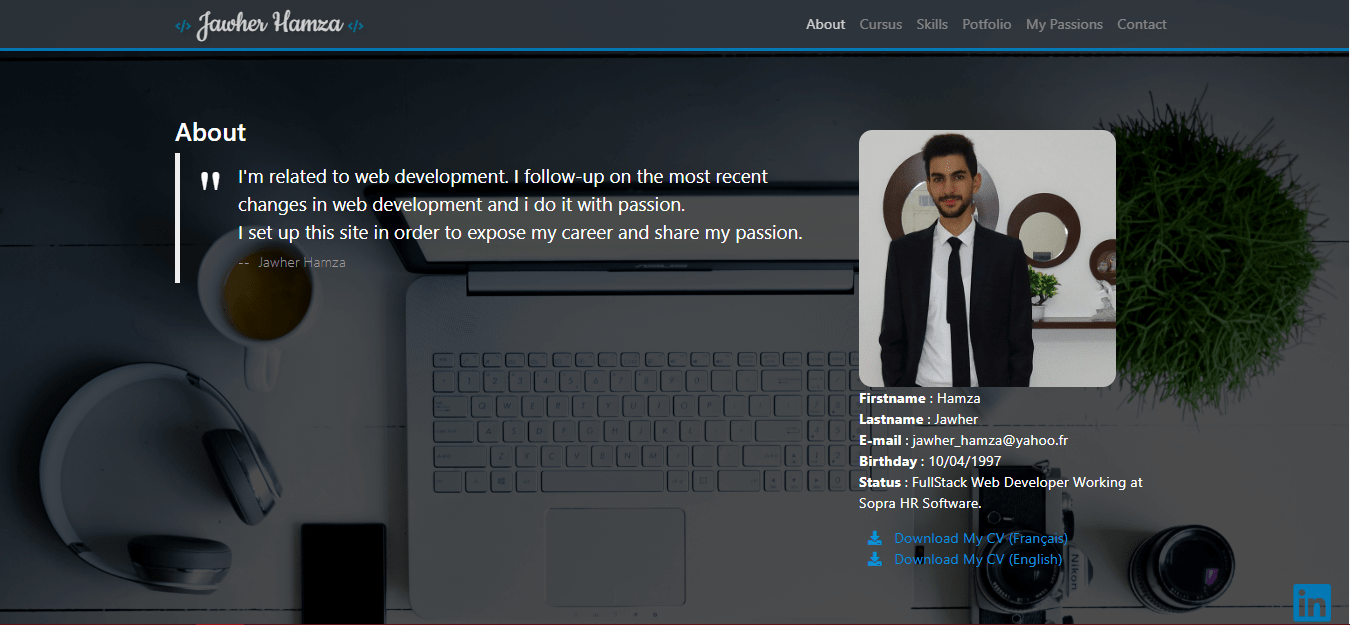 </> Jawher Hamza </>
About Cursus Skills Potfolio My Passions Contact
About
" I'm related to web development. I follow-up on the most recent
changes in web development and i do it with passion.
I set up this site in order to expose my career and share my passion.
-- Jawher Hamza
Firstname : Hamza
Lastname : Jawher
E-mail : jawher_hamza@yahoo.fr
Birthday : 10/04/1997
Status : FullStack Web Developer Working at
Sopra HR Software.
Download My CV (Français)
Download My CV (English)
Nikon
in